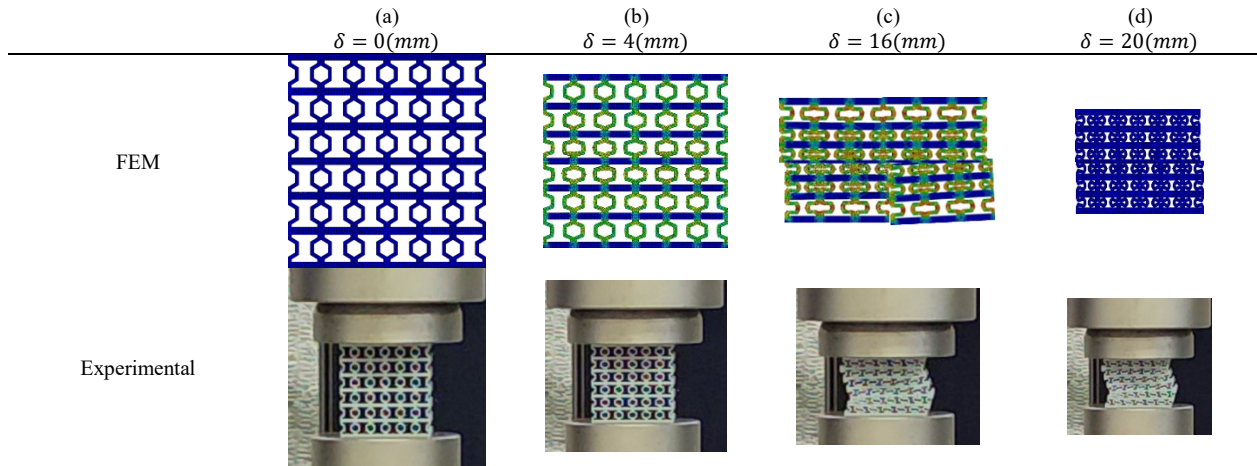 (a) (b) (c) (d)
𝛿 = 0(𝑚𝑚) 𝛿 = 4(𝑚𝑚) 𝛿 = 16(𝑚𝑚) 𝛿 = 20(𝑚𝑚)
FEM
Experimental